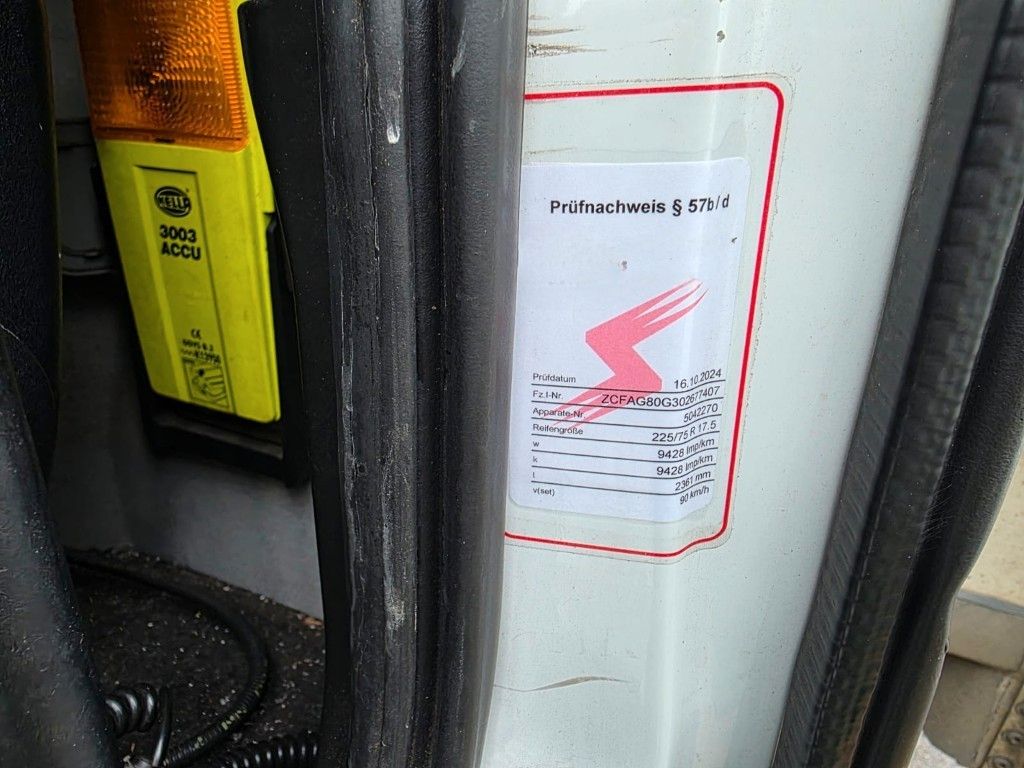 HELLA
3003
ACCU
CE
Prüfnachweis § 57b/d
Prüfdatum 16.10.2024
Fz.I-Nr. ZCFAG80G302677407
Apparate-Nr. 5042270
Reifengröße 225/75 R 17.5
w 9428 Imp/km
k 9428 Imp/km
l 2361 mm
v(set) 90 km/h